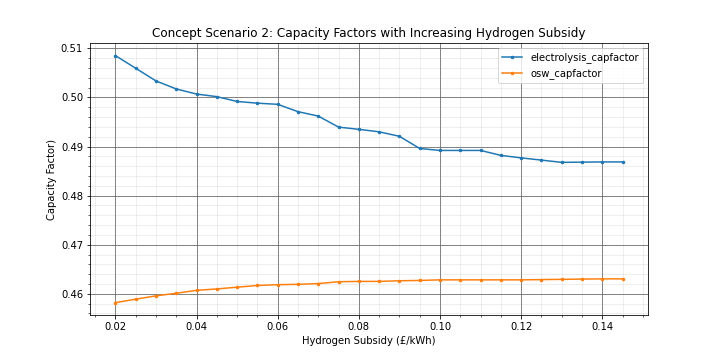 Concept Scenario 2: Capacity Factors with Increasing Hydrogen Subsidy
electrolysis_capfactor
osw_capfactor
0.51
0.50
0.49
0.48
0.47
0.46
Capacity Factor)
0.02 0.04 0.06 0.08 0.10 0.12 0.14
Hydrogen Subsidy (£/kWh)